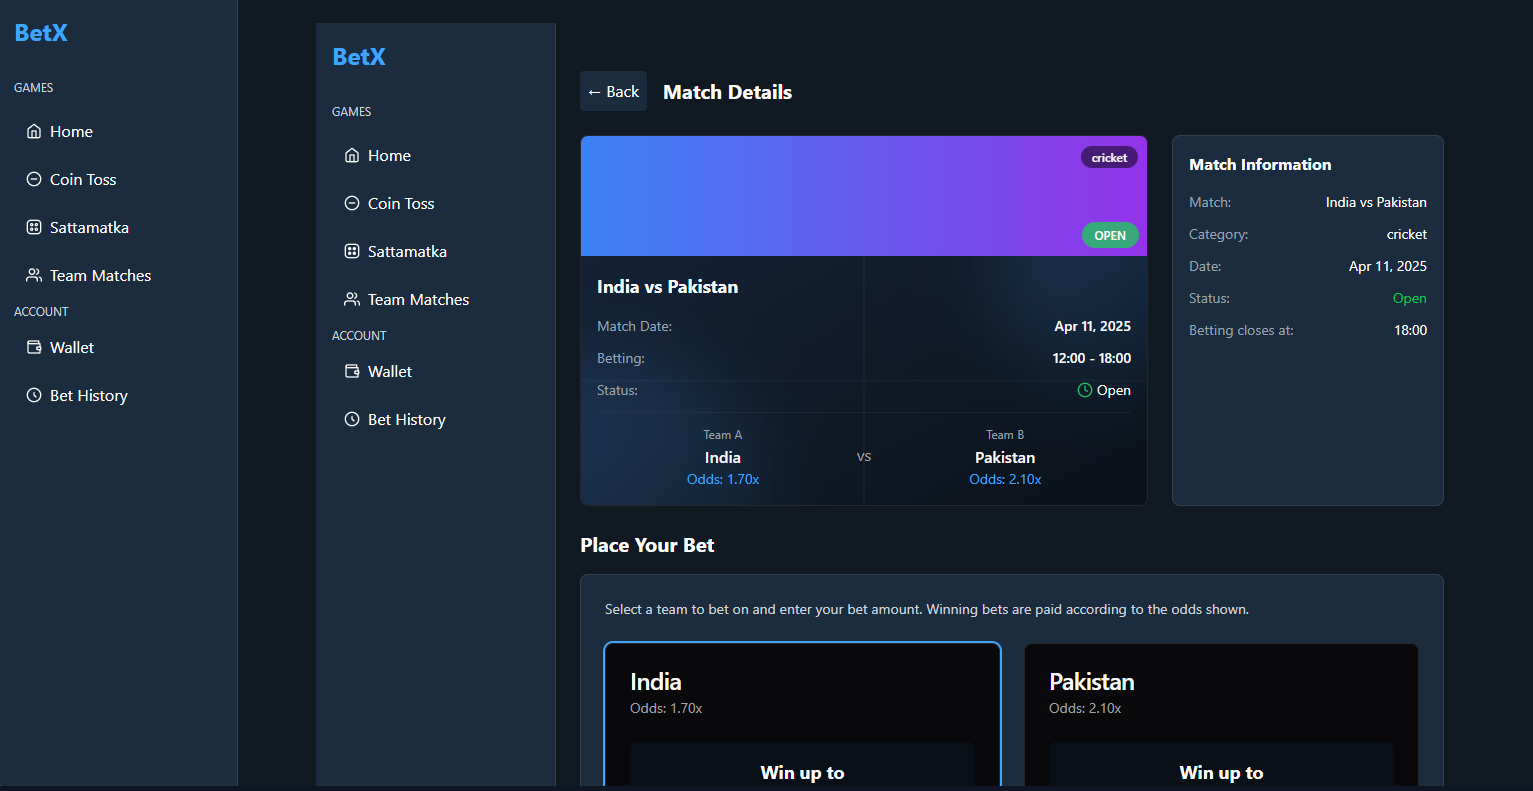 BetX
GAMES
Home
Coin Toss
Sattamatka
Team Matches
ACCOUNT
Wallet
Bet History
BetX
GAMES
Home
Coin Toss
Sattamatka
Team Matches
ACCOUNT
Wallet
Bet History
← Back Match Details
cricket
OPEN
India vs Pakistan
Match Date: Apr 11, 2025
Betting: 12:00 - 18:00
Status: Open
Team A
India
Odds: 1.70x
vs
Team B
Pakistan
Odds: 2.10x
Match Information
Match: India vs Pakistan
Category: cricket
Date: Apr 11, 2025
Status: Open
Betting closes at: 18:00
Place Your Bet
Select a team to bet on and enter your bet amount. Winning bets are paid according to the odds shown.
India
Odds: 1.70x
Win up to
Pakistan
Odds: 2.10x
Win up to